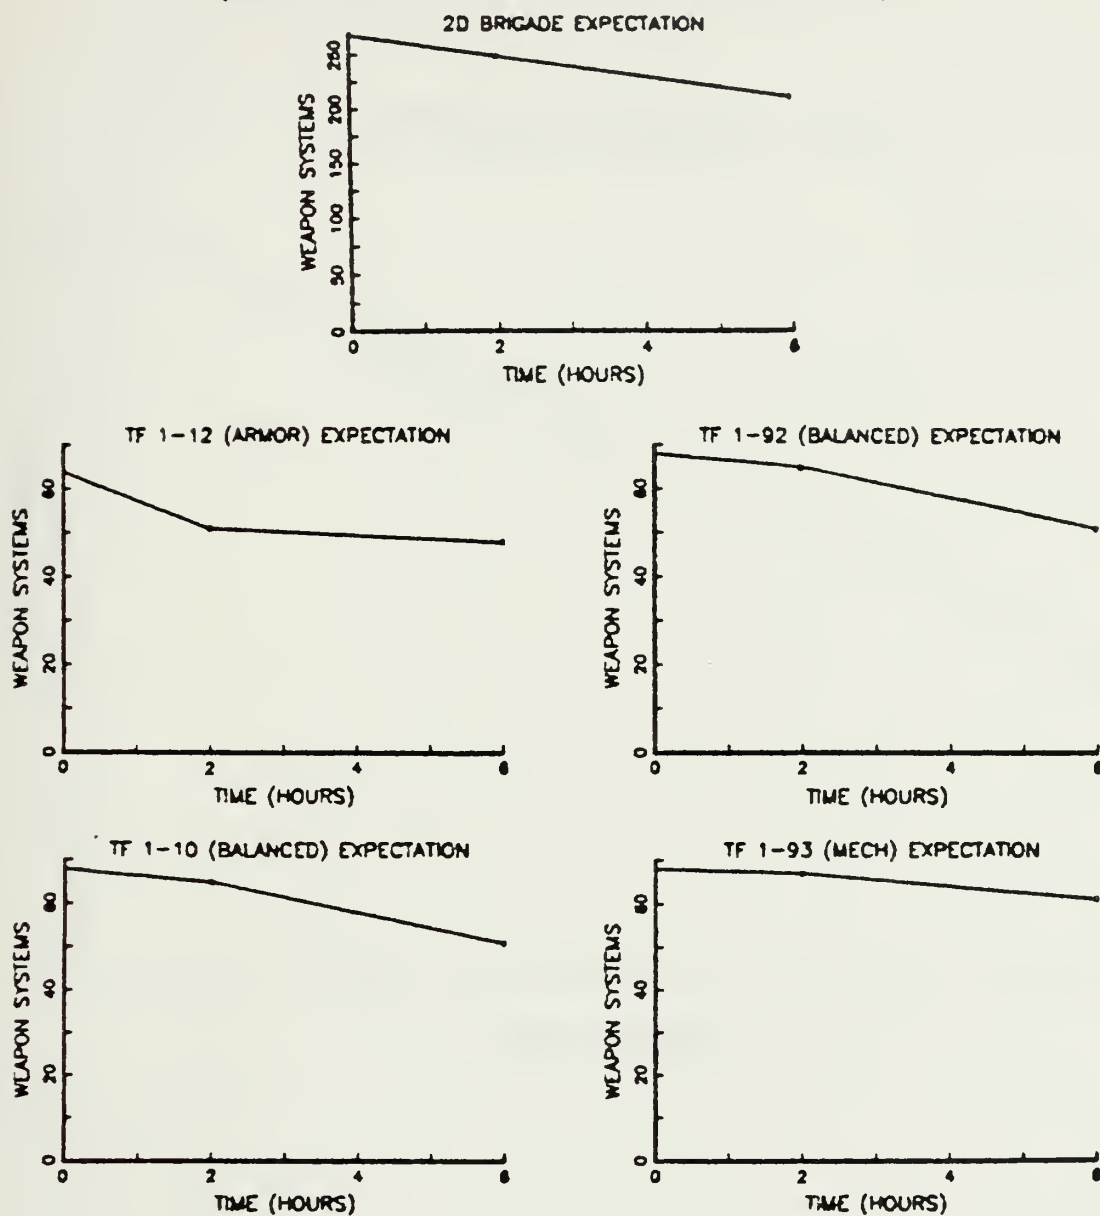 2D BRIGADE EXPECTATION
WEAPON SYSTEMS
0 50 100 150 200 250
0 2 4 6
TIME (HOURS)
TF 1-12 (ARMOR) EXPECTATION
WEAPON SYSTEMS
0 20 40 60
0 2 4 6
TIME (HOURS)
TF 1-92 (BALANCED) EXPECTATION
WEAPON SYSTEMS
0 20 40 60
0 2 4 6
TIME (HOURS)
TF 1-10 (BALANCED) EXPECTATION
WEAPON SYSTEMS
0 20 40 60
0 2 4 6
TIME (HOURS)
TF 1-93 (MECH) EXPECTATION
WEAPON SYSTEMS
0 20 40 60
0 2 4 6
TIME (HOURS)